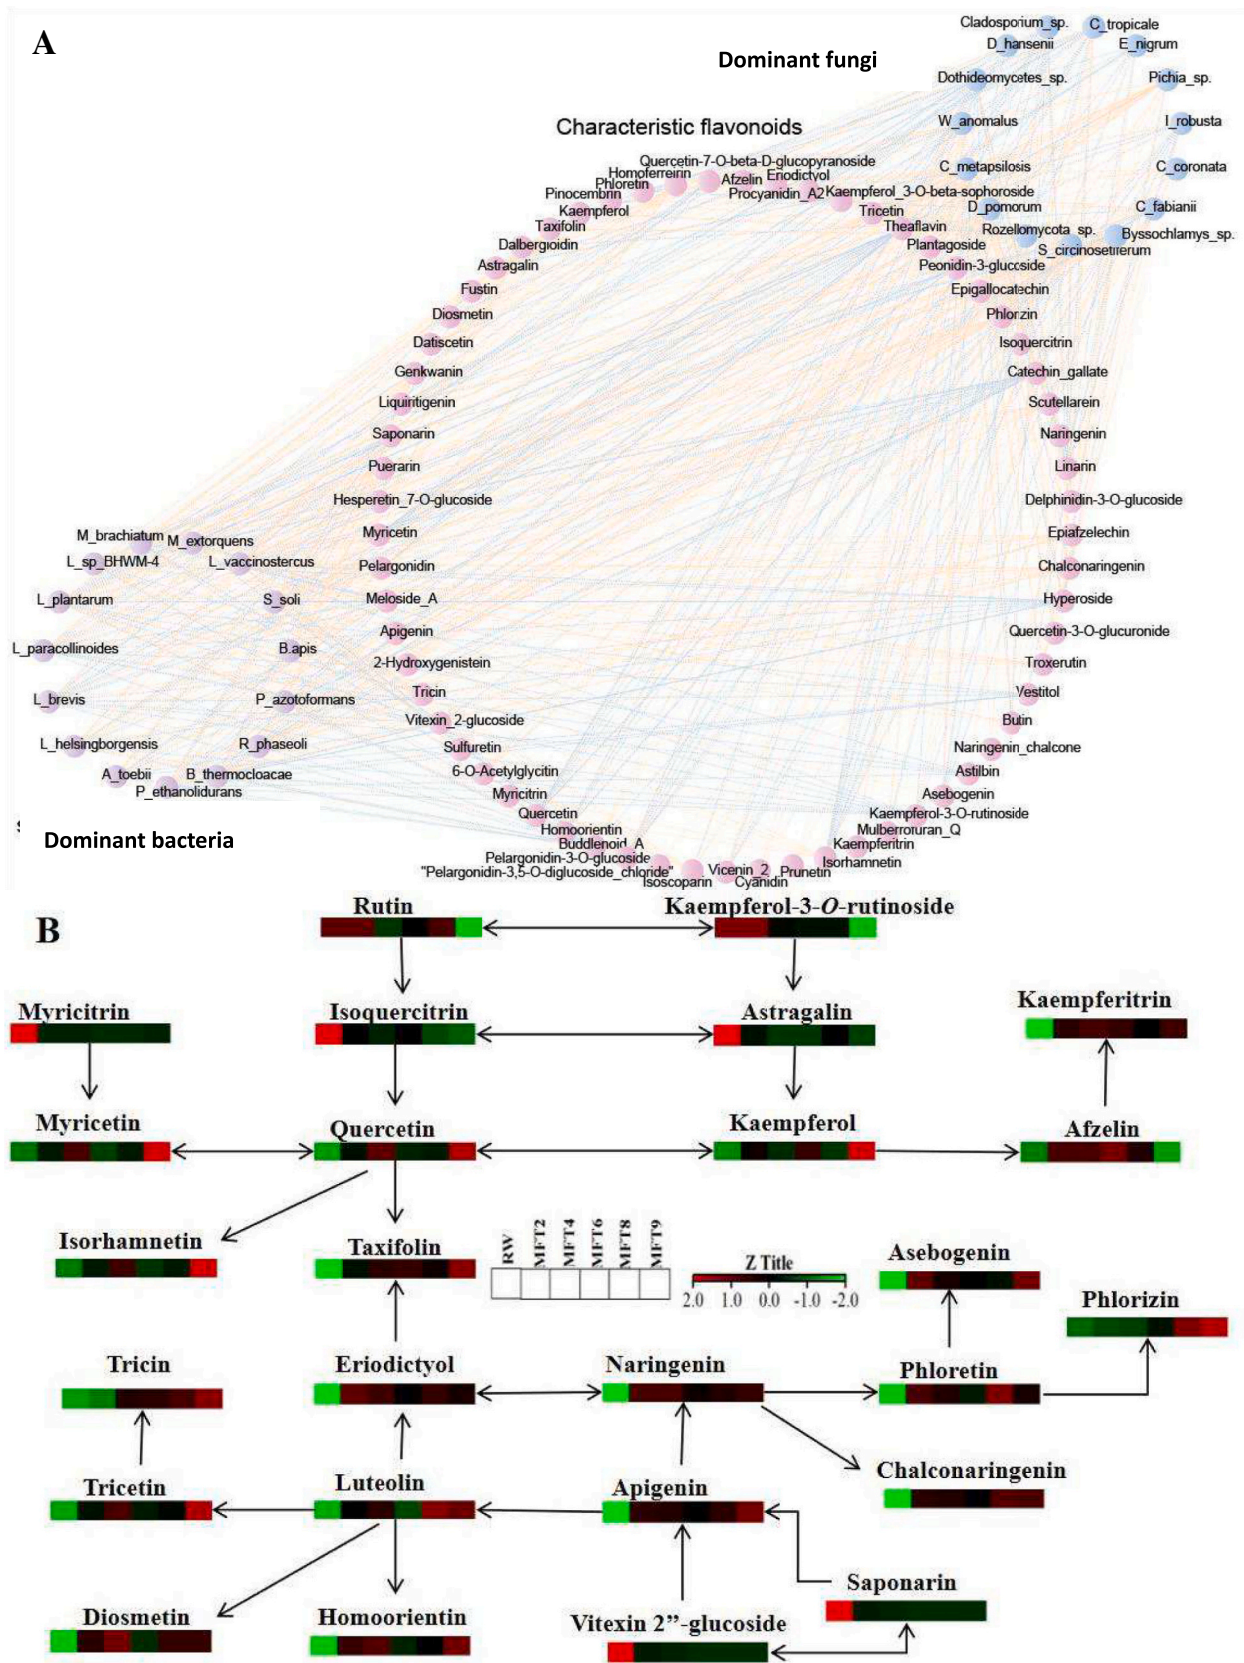 A
Dominant fungi
Cladosporium_sp.
C_tropicale
D_hansenii
E_nigrum
Dothideomycetes_sp.
Pichia_sp.
W_anomalus
I_robusta
C_metapsilosis
C_coronata
D_pomorum
C_fabianii
Rozellomycota_sp.
Byssochlamys_sp.
S_circinosetiferum
Characteristic flavonoids
Quercetin-7-O-beta-D-glucopyranoside
Homoferreirin
Afzelin
Eriodictyol
Phloretin
Procyanidin_A2
Kaempferol_3-O-beta-sophoroside
Pinocembrin
Kaempferol
Tricetin
Taxifolin
Theaflavin
Dalbergioidin
Plantagoside
Astragalin
Peonidin-3-glucoside
Fustin
Epigallocatechin
Diosmetin
Phlorizin
Datiscetin
Isoquercitrin
Genkwanin
Catechin_gallate
Liquiritigenin
Scutellarein
Saponarin
Naringenin
Puerarin
Linarin
Hesperetin_7-O-glucoside
Delphinidin-3-O-glucoside
Myricetin
Epiafzelechin
Pelargonidin
Chalconaringenin
Meloside_A
Hyperoside
Apigenin
Quercetin-3-O-glucuronide
2-Hydroxygenistein
Troxerutin
Tricin
Vestitol
Vitexin_2-glucoside
Butin
Sulfuretin
Naringenin_chalcone
6-O-Acetylglycitin
Astilbin
Myricitrin
Asebogenin
Quercetin
Kaempferol-3-O-rutinoside
Homoorientin
Mulberrofuran_Q
Buddlenoid_A
Kaempferitrin
Pelargonidin-3-O-glucoside
Isorhamnetin
"Pelargonidin-3,5-O-diglucoside_chloride"
Vicenin_2
Prunetin
Isoscoparin
Cyanidin
M_brachiatum
M_extorquens
L_sp_BHWM-4
L_vaccinostercus
L_plantarum
S_soli
L_paracollinoides
B.apis
L_brevis
P_azotoformans
L_helsingborgensis
R_phaseoli
A_toebii
B_thermocloacae
P_ethanolidurans
Dominant bacteria
B
Rutin
Kaempferol-3-O-rutinoside
Myricitrin
Isoquercitrin
Astragalin
Kaempferitrin
Myricetin
Quercetin
Kaempferol
Afzelin
Isorhamnetin
Taxifolin
RW
MFT2
MFT4
MFT6
MFT8
MFT9
Z Title
2.0 1.0 0.0 -1.0 -2.0
Asebogenin
Phlorizin
Tricin
Eriodictyol
Naringenin
Phloretin
Tricetin
Luteolin
Apigenin
Chalconaringenin
Saponarin
Diosmetin
Homoorientin
Vitexin 2”-glucoside